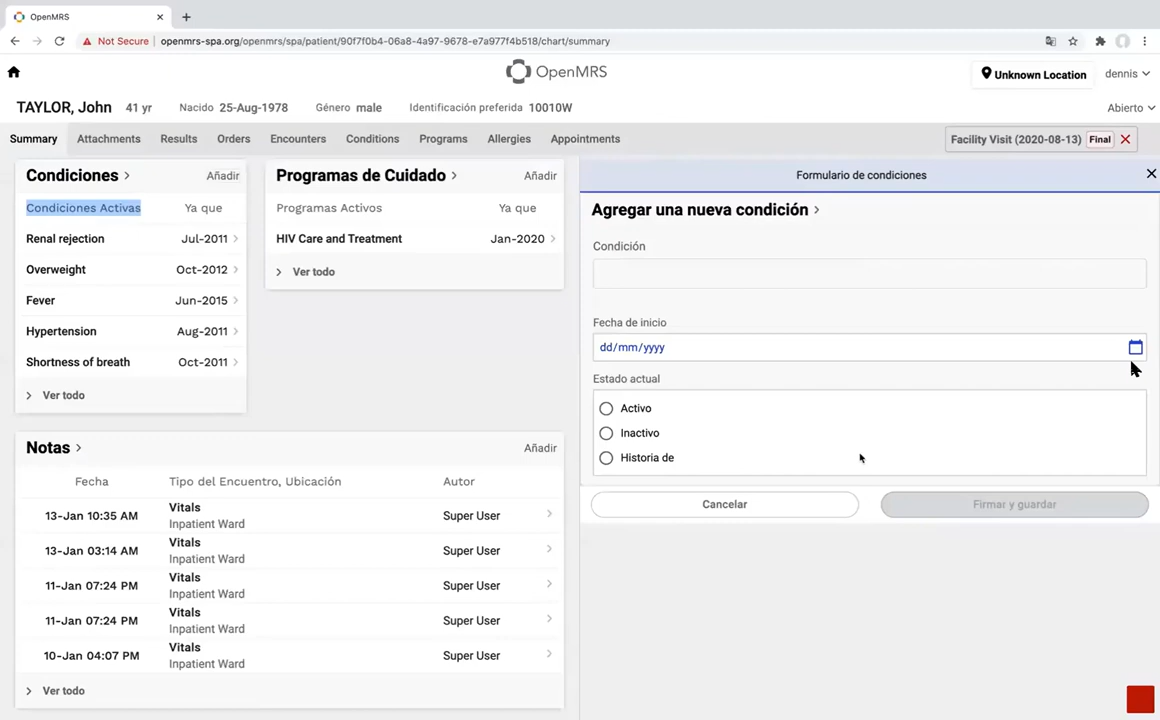 OpenMRS
Not Secure openmrs-spa.org/openmrs/spa/patient/90f7f0b4-06a8-4a97-9678-e7a977f4b518/chart/summary
OpenMRS
Unknown Location
dennis
TAYLOR, John 41 yr Nacido 25-Aug-1978 Género male Identificación preferida 10010W
Abierto
Summary Attachments Results Orders Encounters Conditions Programs Allergies Appointments
Facility Visit (2020-08-13) Final
Condiciones Añadir
Condiciones Activas Ya que
Renal rejection Jul-2011
Overweight Oct-2012
Fever Jun-2015
Hypertension Aug-2011
Shortness of breath Oct-2011
Ver todo
Programas de Cuidado Añadir
Programas Activos Ya que
HIV Care and Treatment Jan-2020
Ver todo
Notas Añadir
Fecha Tipo del Encuentro, Ubicación Autor
13-Jan 10:35 AM Vitals Super User
Inpatient Ward
13-Jan 03:14 AM Vitals Super User
Inpatient Ward
11-Jan 07:24 PM Vitals Super User
Inpatient Ward
11-Jan 07:24 PM Vitals Super User
Inpatient Ward
10-Jan 04:07 PM Vitals Super User
Inpatient Ward
Ver todo
Formulario de condiciones
Agregar una nueva condición
Condición
Fecha de inicio
dd/mm/yyyy
Estado actual
Activo
Inactivo
Historia de
Cancelar Firmar y guardar